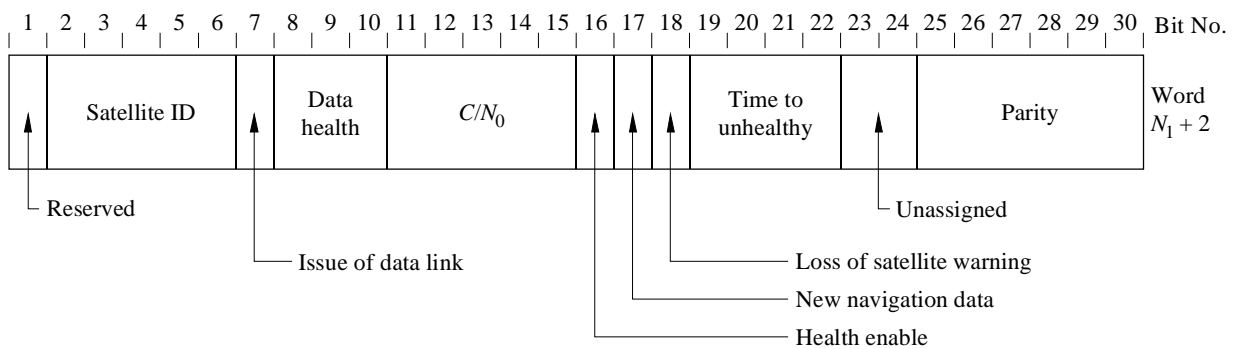 1 2 3 4 5 6 7 8 9 10 11 12 13 14 15 16 17 18 19 20 21 22 23 24 25 26 27 28 29 30 Bit No.
Satellite ID
Data
health
C/N0
Time to
unhealthy
Parity
Word
N1 + 2
Reserved
Unassigned
Issue of data link
Loss of satellite warning
New navigation data
Health enable